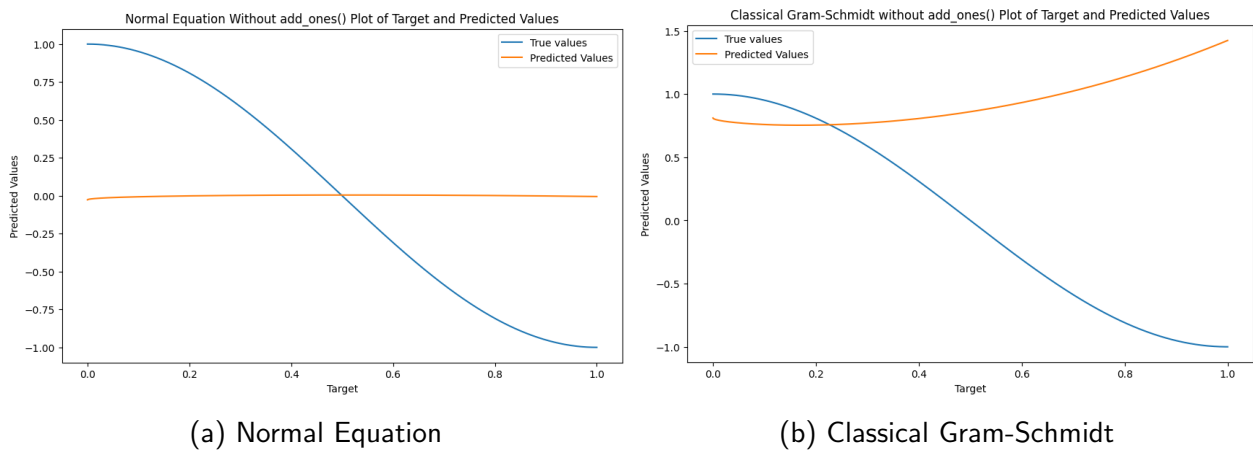 Normal Equation Without add_ones() Plot of Target and Predicted Values
True values
Predicted Values
1.00
0.75
0.50
0.25
0.00
−0.25
−0.50
−0.75
−1.00
Predicted Values
0.0 0.2 0.4 0.6 0.8 1.0
Target
(a) Normal Equation
Classical Gram-Schmidt without add_ones() Plot of Target and Predicted Values
True values
Predicted Values
1.5
1.0
0.5
0.0
−0.5
−1.0
Predicted Values
0.0 0.2 0.4 0.6 0.8 1.0
Target
(b) Classical Gram-Schmidt